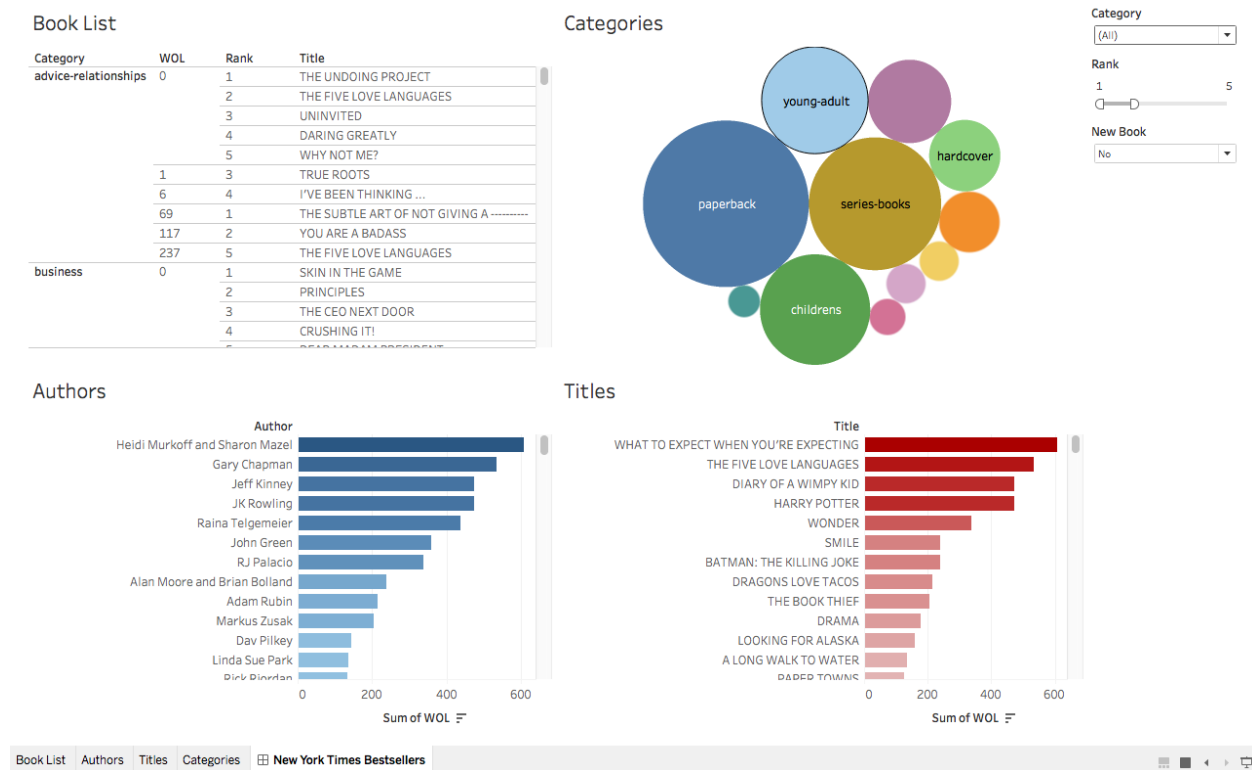 Book List
Category WOL Rank Title
advice-relationships 0 1 THE UNDOING PROJECT
2 THE FIVE LOVE LANGUAGES
3 UNINVITED
4 DARING GREATLY
5 WHY NOT ME?
1 3 TRUE ROOTS
6 4 I'VE BEEN THINKING ...
69 1 THE SUBTLE ART OF NOT GIVING A ----------
117 2 YOU ARE A BADASS
237 5 THE FIVE LOVE LANGUAGES
business 0 1 SKIN IN THE GAME
2 PRINCIPLES
3 THE CEO NEXT DOOR
4 CRUSHING IT!
5 DEAR MADAM PRESIDENT
Categories
young-adult
hardcover
paperback
series-books
childrens
Category
(All)
Rank
1 5
New Book
No
Authors
Author
Heidi Murkoff and Sharon Mazel
Gary Chapman
Jeff Kinney
JK Rowling
Raina Telgemeier
John Green
RJ Palacio
Alan Moore and Brian Bolland
Adam Rubin
Markus Zusak
Dav Pilkey
Linda Sue Park
Rick Riordan
0 200 400 600
Sum of WOL
Titles
Title
WHAT TO EXPECT WHEN YOU'RE EXPECTING
THE FIVE LOVE LANGUAGES
DIARY OF A WIMPY KID
HARRY POTTER
WONDER
SMILE
BATMAN: THE KILLING JOKE
DRAGONS LOVE TACOS
THE BOOK THIEF
DRAMA
LOOKING FOR ALASKA
A LONG WALK TO WATER
PAPER TOWNS
0 200 400 600
Sum of WOL
Book List Authors Titles Categories New York Times Bestsellers